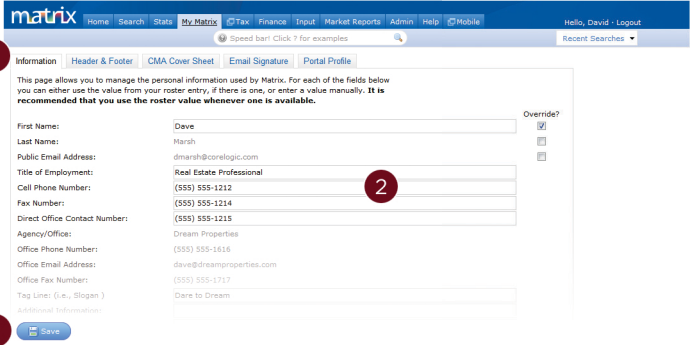 matrix Home Search Stats My Matrix Tax Finance Input Market Reports Admin Help Mobile Hello, David · Logout
Speed bar! Click ? for examples Recent Searches ▼
Information Header & Footer CMA Cover Sheet Email Signature Portal Profile
This page allows you to manage the personal information used by Matrix. For each of the fields below
you can either use the value from your roster entry, if there is one, or enter a value manually. It is
recommended that you use the roster value whenever one is available.
Override?
First Name: Dave
Last Name: Marsh
Public Email Address: dmarsh@corelogic.com
Title of Employment: Real Estate Professional
Cell Phone Number: (555) 555-1212
2
Fax Number: (555) 555-1214
Direct Office Contact Number: (555) 555-1215
Agency/Office: Dream Properties
Office Phone Number: (555) 555-1616
Office Email Address: dave@dreamproperties.com
Office Fax Number: (555) 555-1717
Tag Line: (i.e., Slogan ) Dare to Dream
Additional Information:
Save